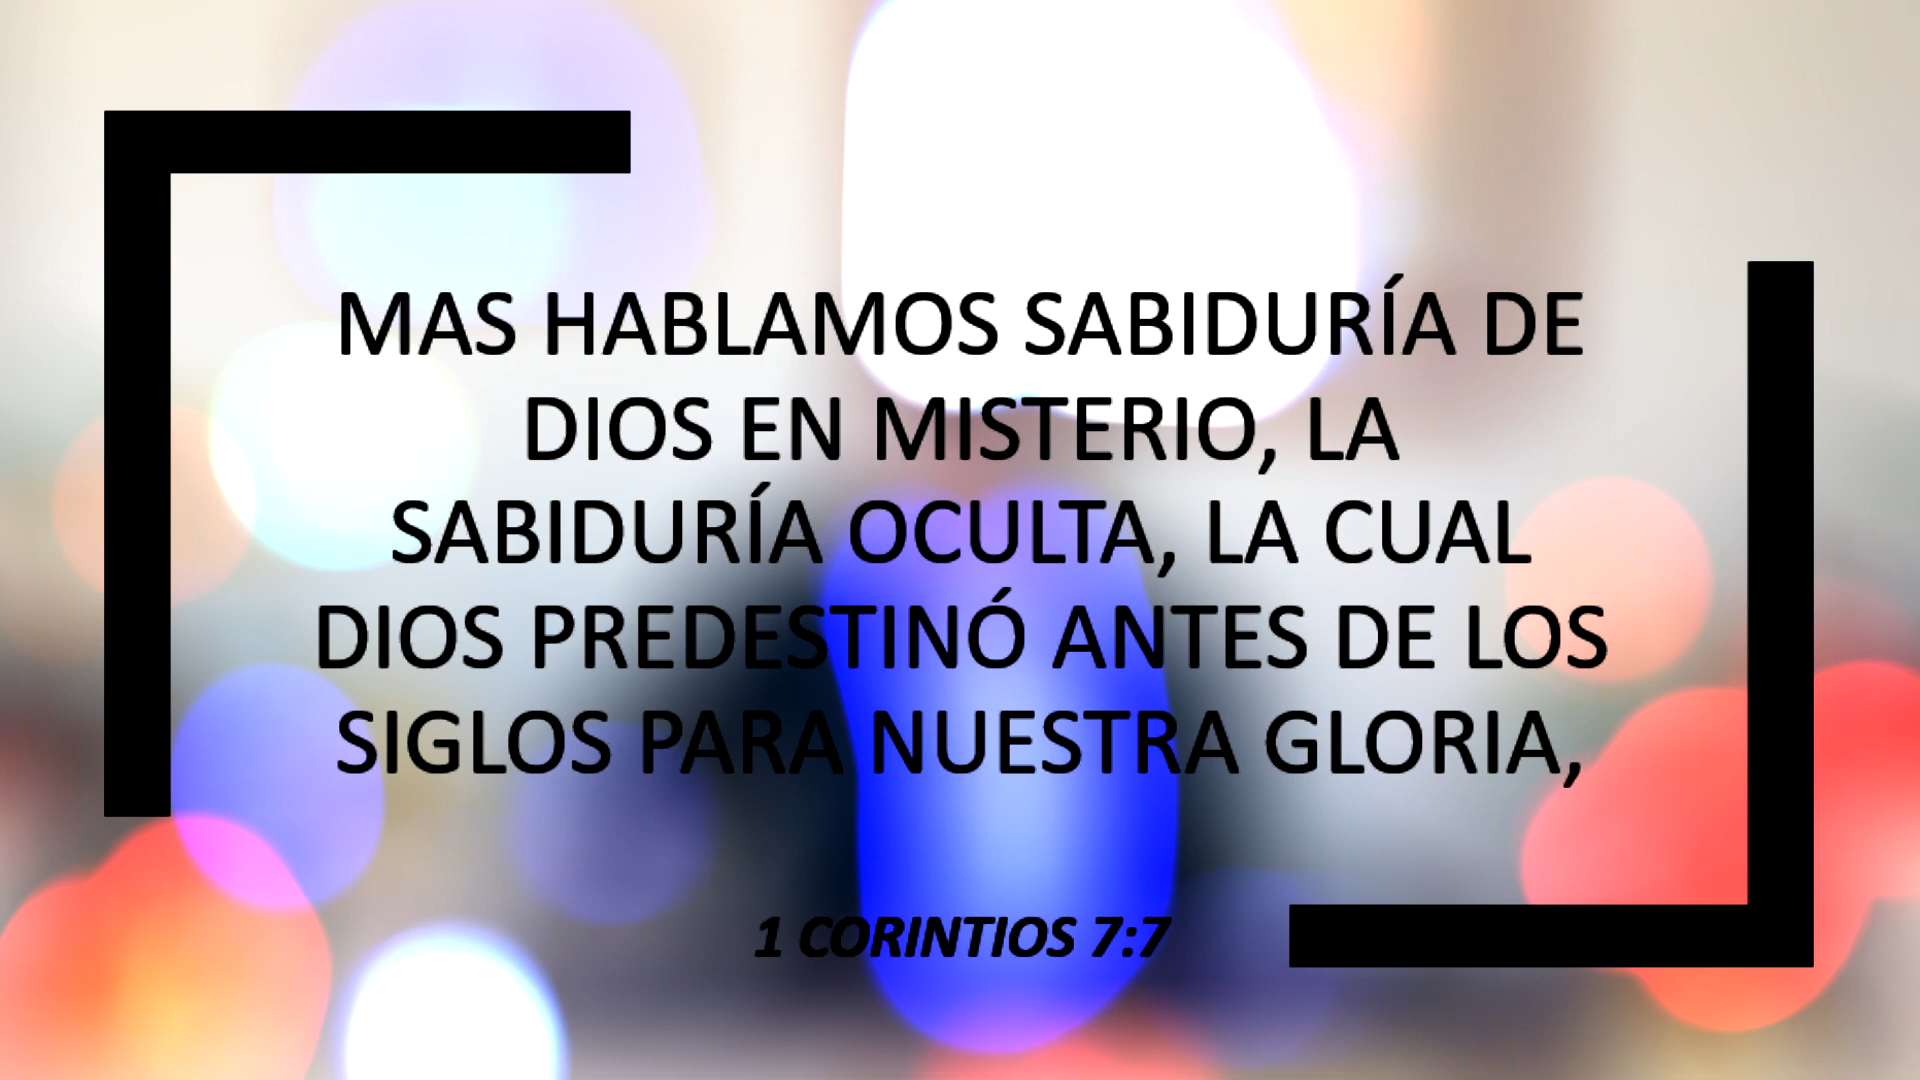 MAS HABLAMOS SABIDURÍA DE
DIOS EN MISTERIO, LA
SABIDURÍA OCULTA, LA CUAL
DIOS PREDESTINÓ ANTES DE LOS
SIGLOS PARA NUESTRA GLORIA,
1 CORINTIOS 7:7